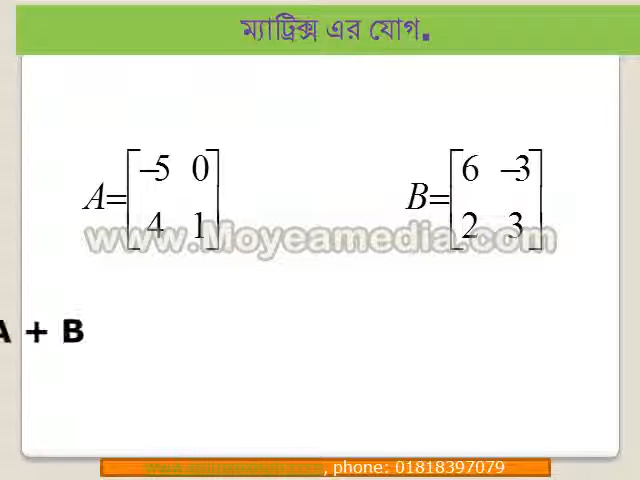 ম্যাট্রিক্স এর যোগ.
A= [ −5 0 ] B= [ 6 −3 ]
[ 4 1 ] [ 2 3 ]
www.Moyeamedia.com
A + B
, phone: 01818397079